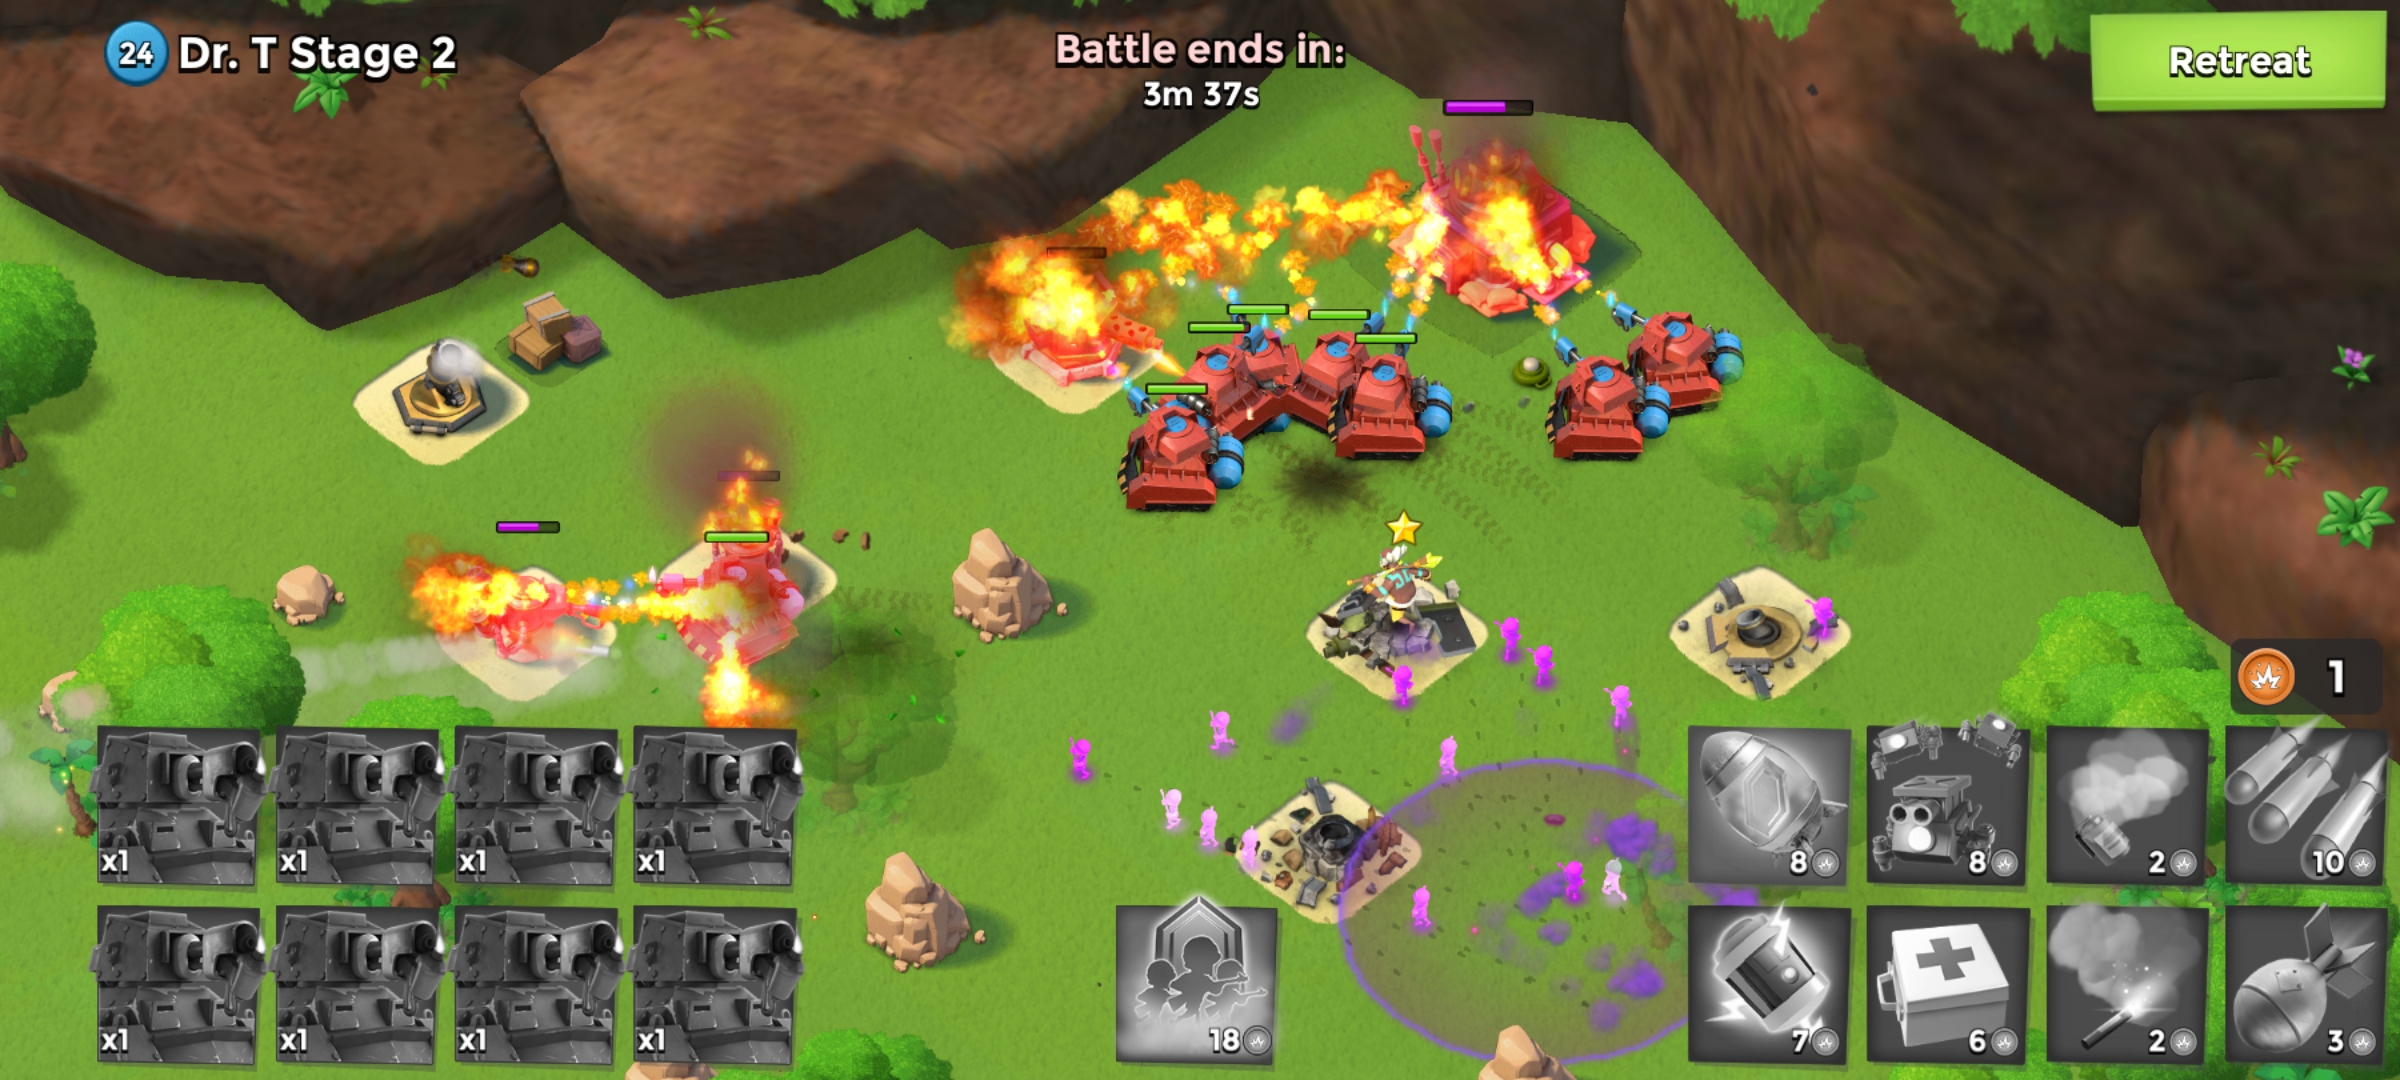 24 Dr. T Stage 2
Battle ends in:
3m 37s
Retreat
1
x1 x1 x1 x1
8 8 2 10
x1 x1 x1 x1
18
7 6 2 3